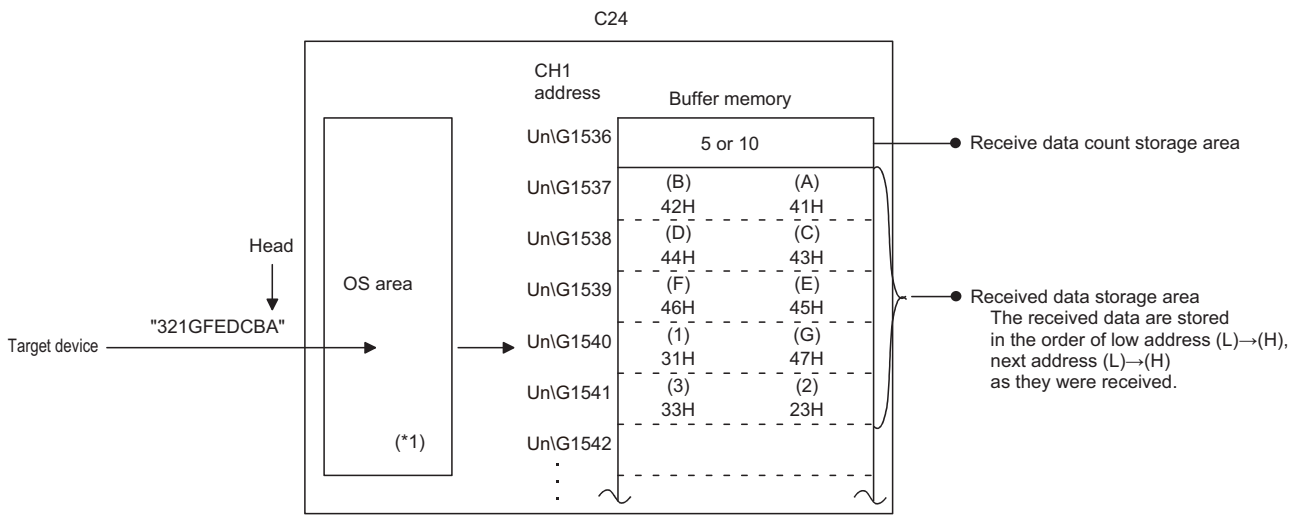 C24
CH1
address
Buffer memory
Un\G1536
5 or 10
Receive data count storage area
Un\G1537
(B)
(A)
42H
41H
Un\G1538
(D)
(C)
44H
43H
Head
Un\G1539
(F)
(E)
46H
45H
OS area
Received data storage area
The received data are stored
in the order of low address (L)→(H),
next address (L)→(H)
as they were received.
"321GFEDCBA"
Target device
Un\G1540
(1)
(G)
31H
47H
Un\G1541
(3)
(2)
33H
23H
(*1)
Un\G1542